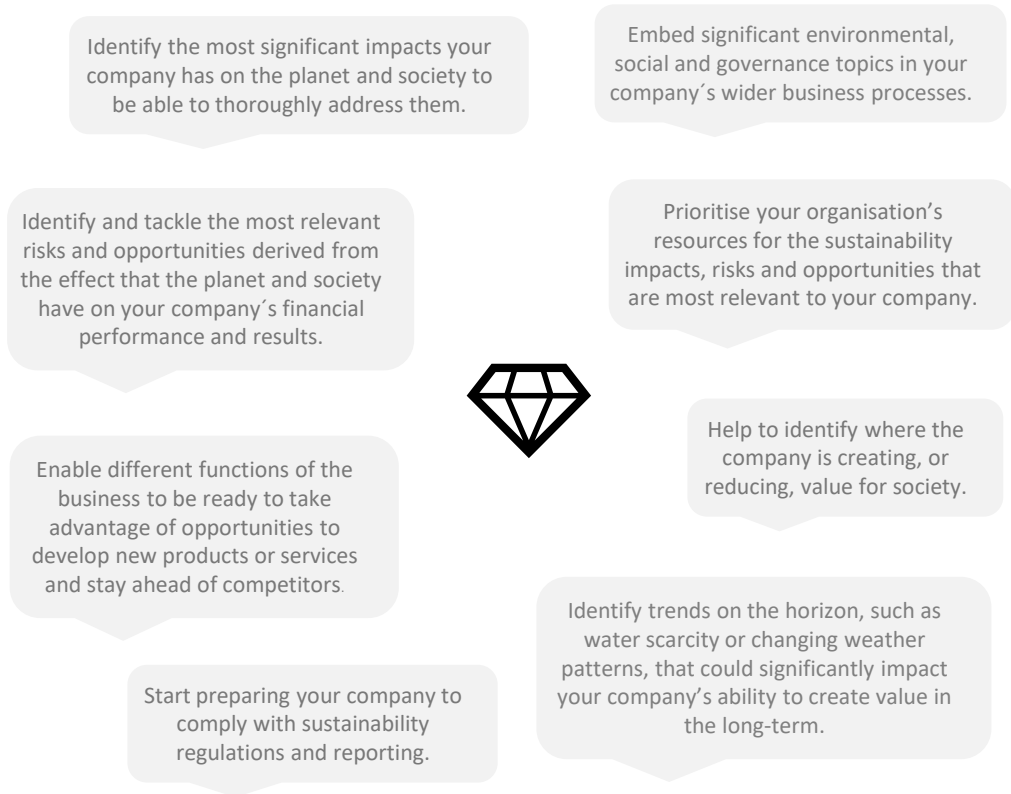 Identify the most significant impacts your
company has on the planet and society to
be able to thoroughly address them.
Embed significant environmental,
social and governance topics in your
company´s wider business processes.
Identify and tackle the most relevant
risks and opportunities derived from
the effect that the planet and society
have on your company´s financial
performance and results.
Prioritise your organisation’s
resources for the sustainability
impacts, risks and opportunities that
are most relevant to your company.
Help to identify where the
company is creating, or
reducing, value for society.
Enable different functions of the
business to be ready to take
advantage of opportunities to
develop new products or services
and stay ahead of competitors.
Identify trends on the horizon, such as
water scarcity or changing weather
patterns, that could significantly impact
your company’s ability to create value in
the long-term.
Start preparing your company to
comply with sustainability
regulations and reporting.